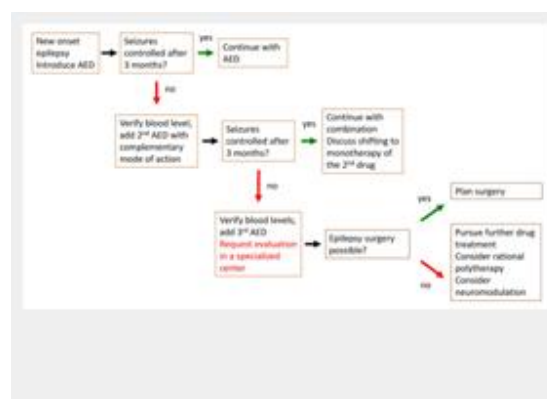 New onset
epilepsy
Introduce AED
Seizures
controlled after
3 months?
yes
Continue with
AED
no
Verify blood level,
add 2nd AED with
complementary
mode of action
Seizures
controlled after
3 months?
yes
Continue with
combination
Discuss shifting to
monotherapy of
the 2nd drug
no
Verify blood levels,
add 3rd AED
Request evaluation
in a specialized
center
Epilepsy surgery
possible?
yes
Plan surgery
no
Pursue further drug
treatment
Consider rational
polytherapy
Consider
neuromodulation